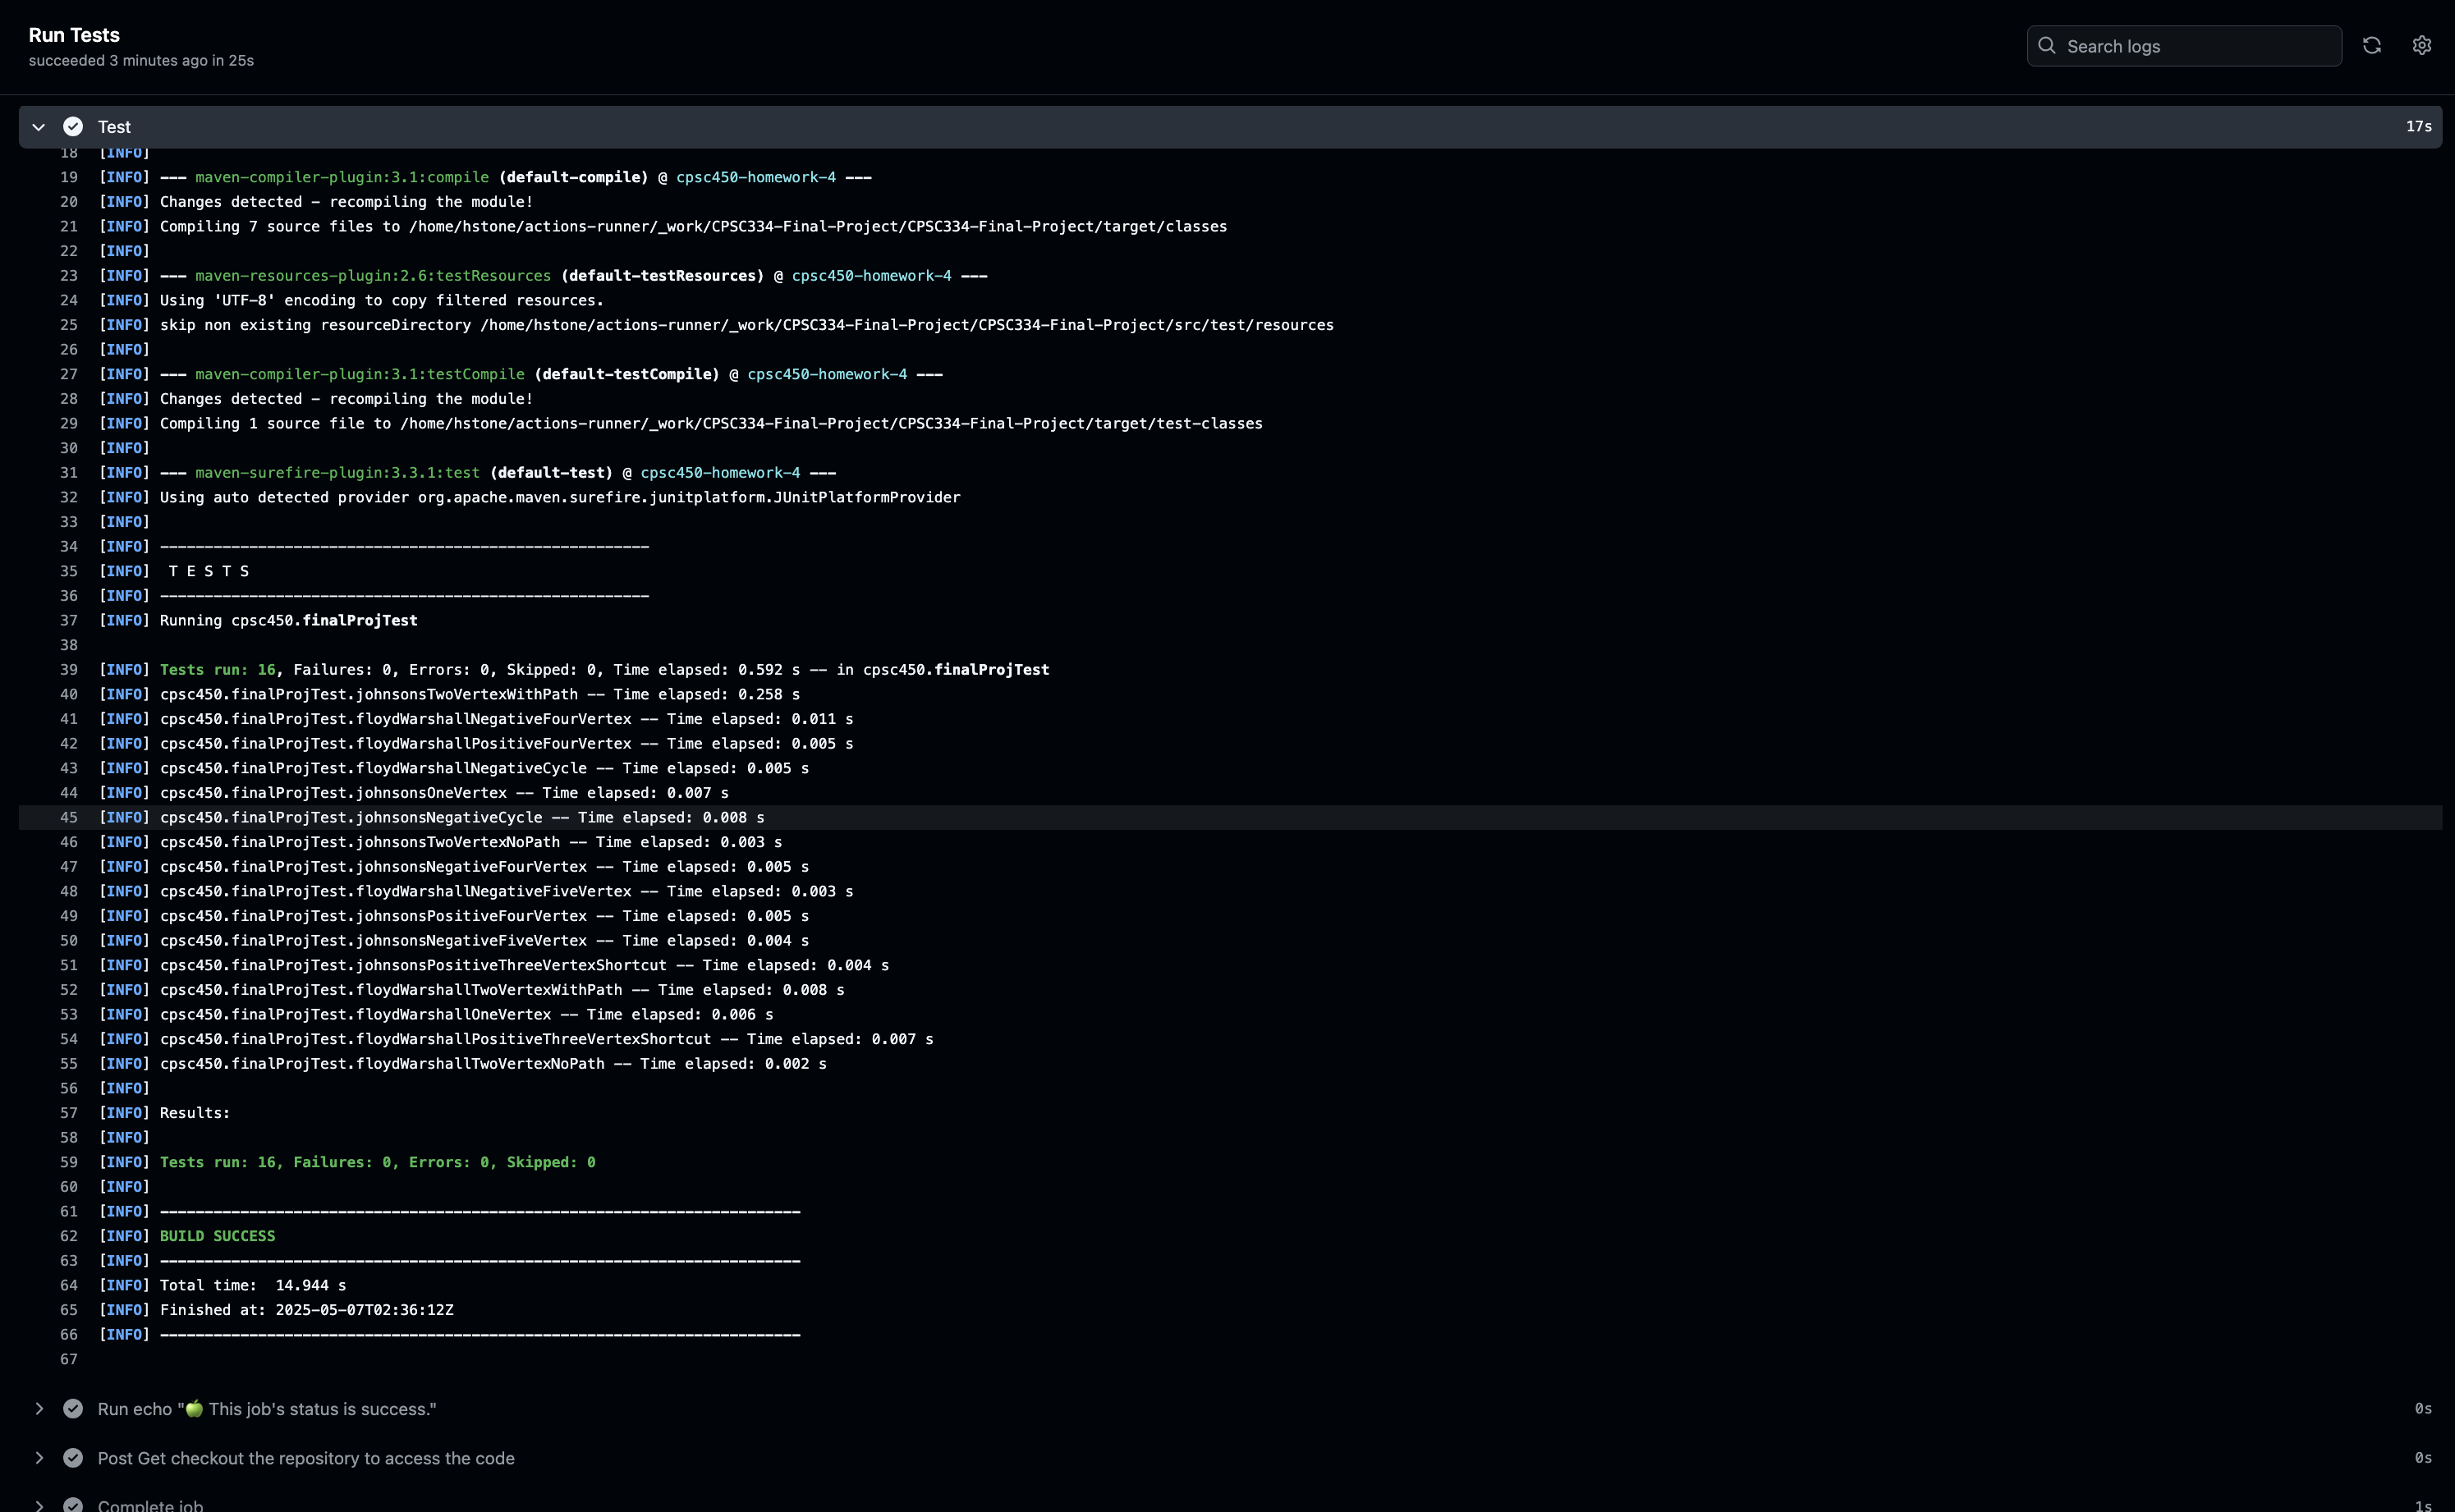 Run Tests
succeeded 3 minutes ago in 25s
Search logs
Test 17s
18 [INFO]
19 [INFO] --- maven-compiler-plugin:3.1:compile (default-compile) @ cpsc450-homework-4 ---
20 [INFO] Changes detected - recompiling the module!
21 [INFO] Compiling 7 source files to /home/hstone/actions-runner/_work/CPSC334-Final-Project/CPSC334-Final-Project/target/classes
22 [INFO]
23 [INFO] --- maven-resources-plugin:2.6:testResources (default-testResources) @ cpsc450-homework-4 ---
24 [INFO] Using 'UTF-8' encoding to copy filtered resources.
25 [INFO] skip non existing resourceDirectory /home/hstone/actions-runner/_work/CPSC334-Final-Project/CPSC334-Final-Project/src/test/resources
26 [INFO]
27 [INFO] --- maven-compiler-plugin:3.1:testCompile (default-testCompile) @ cpsc450-homework-4 ---
28 [INFO] Changes detected - recompiling the module!
29 [INFO] Compiling 1 source file to /home/hstone/actions-runner/_work/CPSC334-Final-Project/CPSC334-Final-Project/target/test-classes
30 [INFO]
31 [INFO] --- maven-surefire-plugin:3.3.1:test (default-test) @ cpsc450-homework-4 ---
32 [INFO] Using auto detected provider org.apache.maven.surefire.junitplatform.JUnitPlatformProvider
33 [INFO]
34 [INFO] -------------------------------------------------------
35 [INFO]  T E S T S
36 [INFO] -------------------------------------------------------
37 [INFO] Running cpsc450.finalProjTest
38
39 [INFO] Tests run: 16, Failures: 0, Errors: 0, Skipped: 0, Time elapsed: 0.592 s -- in cpsc450.finalProjTest
40 [INFO] cpsc450.finalProjTest.johnsonsTwoVertexWithPath -- Time elapsed: 0.258 s
41 [INFO] cpsc450.finalProjTest.floydWarshallNegativeFourVertex -- Time elapsed: 0.011 s
42 [INFO] cpsc450.finalProjTest.floydWarshallPositiveFourVertex -- Time elapsed: 0.005 s
43 [INFO] cpsc450.finalProjTest.floydWarshallNegativeCycle -- Time elapsed: 0.005 s
44 [INFO] cpsc450.finalProjTest.johnsonsOneVertex -- Time elapsed: 0.007 s
45 [INFO] cpsc450.finalProjTest.johnsonsNegativeCycle -- Time elapsed: 0.008 s
46 [INFO] cpsc450.finalProjTest.johnsonsTwoVertexNoPath -- Time elapsed: 0.003 s
47 [INFO] cpsc450.finalProjTest.johnsonsNegativeFourVertex -- Time elapsed: 0.005 s
48 [INFO] cpsc450.finalProjTest.floydWarshallNegativeFiveVertex -- Time elapsed: 0.003 s
49 [INFO] cpsc450.finalProjTest.johnsonsPositiveFourVertex -- Time elapsed: 0.005 s
50 [INFO] cpsc450.finalProjTest.johnsonsNegativeFiveVertex -- Time elapsed: 0.004 s
51 [INFO] cpsc450.finalProjTest.johnsonsPositiveThreeVertexShortcut -- Time elapsed: 0.004 s
52 [INFO] cpsc450.finalProjTest.floydWarshallTwoVertexWithPath -- Time elapsed: 0.008 s
53 [INFO] cpsc450.finalProjTest.floydWarshallOneVertex -- Time elapsed: 0.006 s
54 [INFO] cpsc450.finalProjTest.floydWarshallPositiveThreeVertexShortcut -- Time elapsed: 0.007 s
55 [INFO] cpsc450.finalProjTest.floydWarshallTwoVertexNoPath -- Time elapsed: 0.002 s
56 [INFO]
57 [INFO] Results:
58 [INFO]
59 [INFO] Tests run: 16, Failures: 0, Errors: 0, Skipped: 0
60 [INFO]
61 [INFO] ------------------------------------------------------------------------
62 [INFO] BUILD SUCCESS
63 [INFO] ------------------------------------------------------------------------
64 [INFO] Total time:  14.944 s
65 [INFO] Finished at: 2025-05-07T02:36:12Z
66 [INFO] ------------------------------------------------------------------------
67
Run echo "🍏 This job's status is success." 0s
Post Get checkout the repository to access the code 0s
Complete job 1s